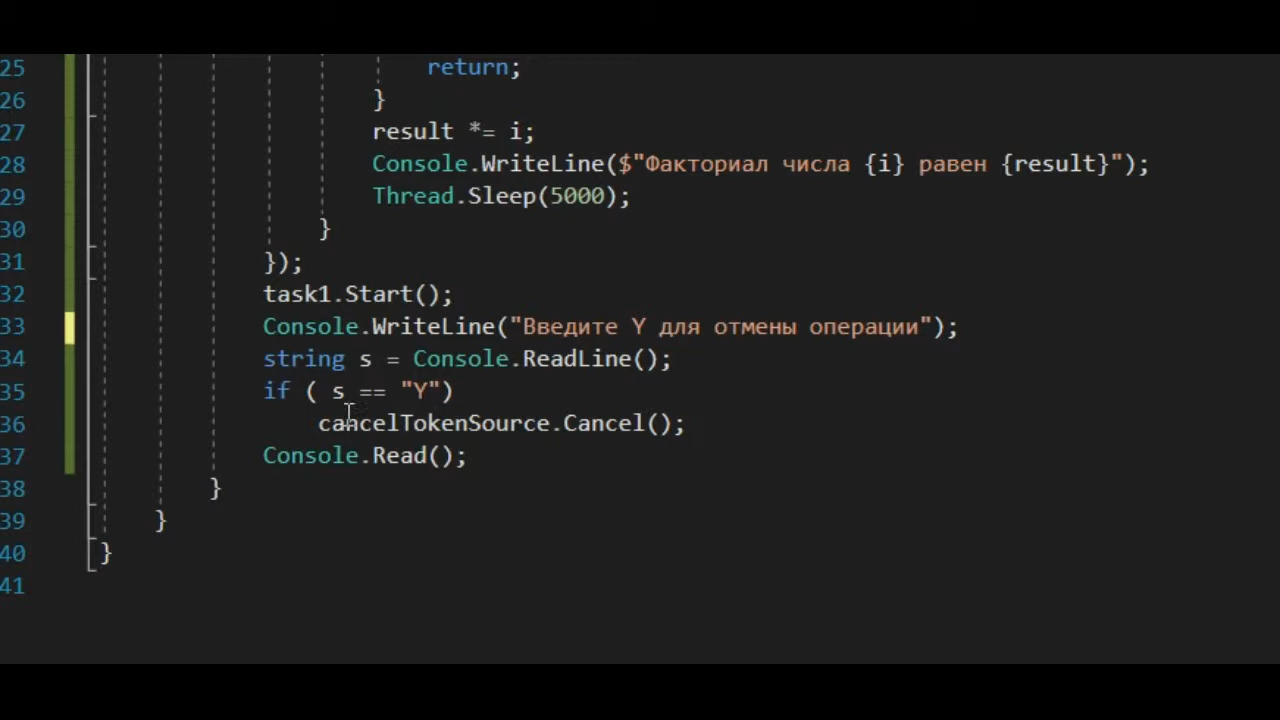 25 return;
26 }
27 result *= i;
28 Console.WriteLine($"Факториал числа {i} равен {result}");
29 Thread.Sleep(5000);
30 }
31 });
32 task1.Start();
33 Console.WriteLine("Введите Y для отмены операции");
34 string s = Console.ReadLine();
35 if ( s == "Y")
36 cancelTokenSource.Cancel();
37 Console.Read();
38 }
39 }
40 }
41